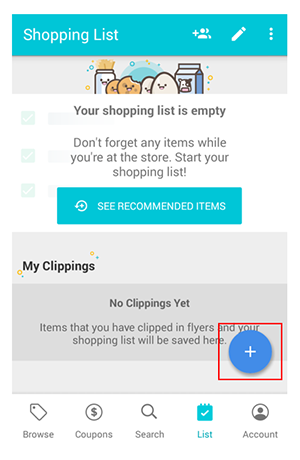 Shopping List
Your shopping list is empty
Don't forget any items while
you're at the store. Start your
shopping list!
SEE RECOMMENDED ITEMS
My Clippings
No Clippings Yet
Items that you have clipped in flyers and your
shopping list will be saved here.
Browse
Coupons
Search
List
Account